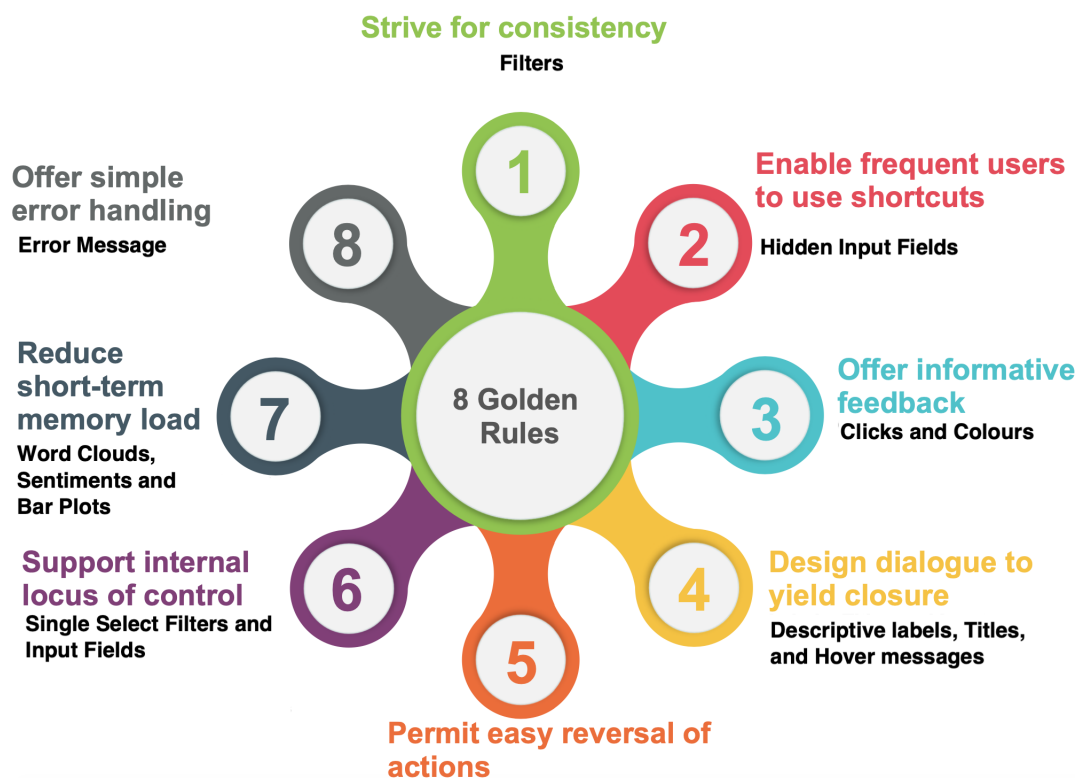 Strive for consistency
Filters
1
Enable frequent users
to use shortcuts
Hidden Input Fields
2
Offer informative
feedback
Clicks and Colours
3
Design dialogue to
yield closure
Descriptive labels, Titles,
and Hover messages
4
Permit easy reversal of
actions
5
Support internal
locus of control
Single Select Filters and
Input Fields
6
Reduce
short-term
memory load
Word Clouds,
Sentiments and
Bar Plots
7
Offer simple
error handling
Error Message
8
8 Golden
Rules